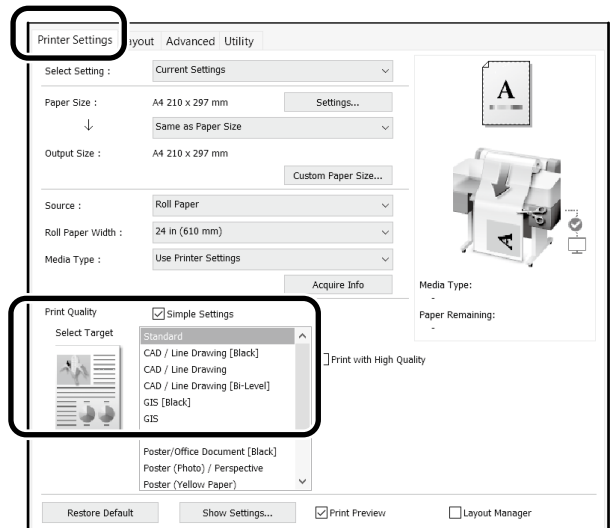 Printer Settings yout Advanced Utility
Select Setting : Current Settings
Paper Size : A4 210 x 297 mm Settings...
↓ Same as Paper Size
Output Size : A4 210 x 297 mm
Custom Paper Size...
Source : Roll Paper
Roll Paper Width : 24 in (610 mm)
Media Type : Use Printer Settings
Acquire Info
A
A
Media Type:
-
Paper Remaining:
-
Print Quality Simple Settings
Select Target
Standard
CAD / Line Drawing [Black]
CAD / Line Drawing
CAD / Line Drawing [Bi-Level]
GIS [Black]
GIS
Poster/Office Document [Black]
Poster (Photo) / Perspective
Poster (Yellow Paper)
Print with High Quality
Restore Default Show Settings... Print Preview Layout Manager